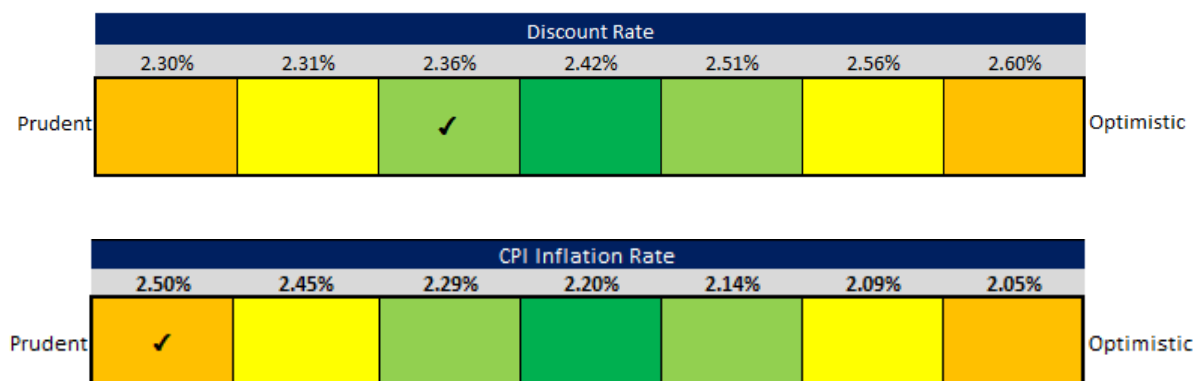 Discount Rate
2.30% 2.31% 2.36% 2.42% 2.51% 2.56% 2.60%
Prudent ✓ Optimistic
CPI Inflation Rate
2.50% 2.45% 2.29% 2.20% 2.14% 2.09% 2.05%
Prudent ✓ Optimistic